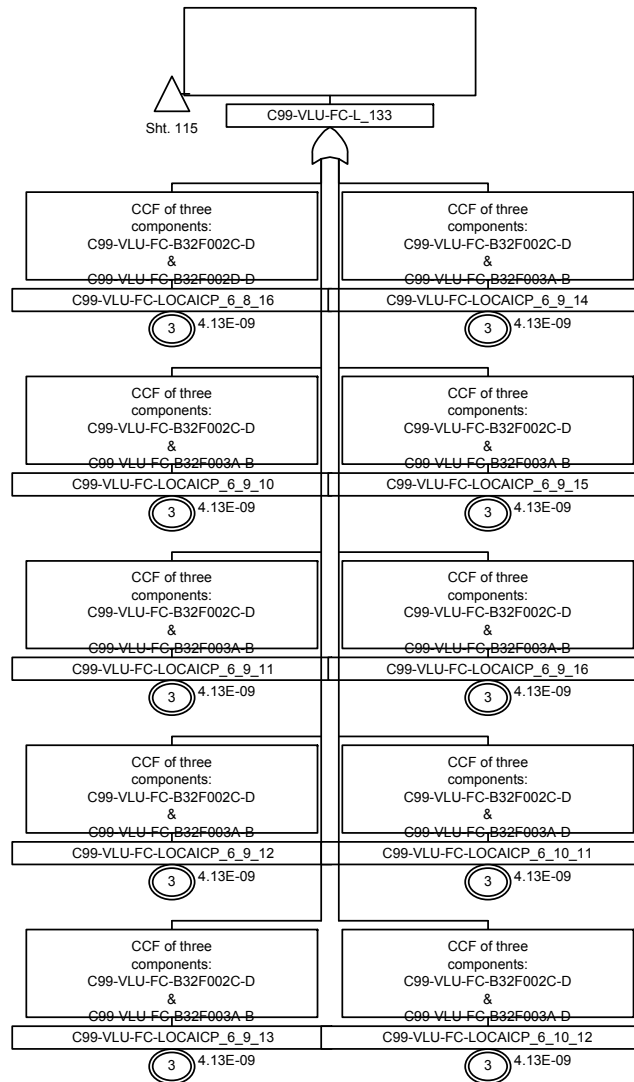 C99-VLU-FC-L_133
Sht. 115
CCF of three
components:
C99-VLU-FC-B32F002C-D
&
C99-VLU-FC-B32F002D-D
C99-VLU-FC-LOCAICP_6_8_16
3
4.13E-09
CCF of three
components:
C99-VLU-FC-B32F002C-D
&
C99-VLU-FC-B32F003A-B
C99-VLU-FC-LOCAICP_6_9_14
3
4.13E-09
CCF of three
components:
C99-VLU-FC-B32F002C-D
&
C99-VLU-FC-B32F003A-B
C99-VLU-FC-LOCAICP_6_9_10
3
4.13E-09
CCF of three
components:
C99-VLU-FC-B32F002C-D
&
C99-VLU-FC-B32F003A-B
C99-VLU-FC-LOCAICP_6_9_15
3
4.13E-09
CCF of three
components:
C99-VLU-FC-B32F002C-D
&
C99-VLU-FC-B32F003A-B
C99-VLU-FC-LOCAICP_6_9_11
3
4.13E-09
CCF of three
components:
C99-VLU-FC-B32F002C-D
&
C99-VLU-FC-B32F003A-B
C99-VLU-FC-LOCAICP_6_9_16
3
4.13E-09
CCF of three
components:
C99-VLU-FC-B32F002C-D
&
C99-VLU-FC-B32F003A-B
C99-VLU-FC-LOCAICP_6_9_12
3
4.13E-09
CCF of three
components:
C99-VLU-FC-B32F002C-D
&
C99-VLU-FC-B32F003A-D
C99-VLU-FC-LOCAICP_6_10_11
3
4.13E-09
CCF of three
components:
C99-VLU-FC-B32F002C-D
&
C99-VLU-FC-B32F003A-B
C99-VLU-FC-LOCAICP_6_9_13
3
4.13E-09
CCF of three
components:
C99-VLU-FC-B32F002C-D
&
C99-VLU-FC-B32F003A-D
C99-VLU-FC-LOCAICP_6_10_12
3
4.13E-09